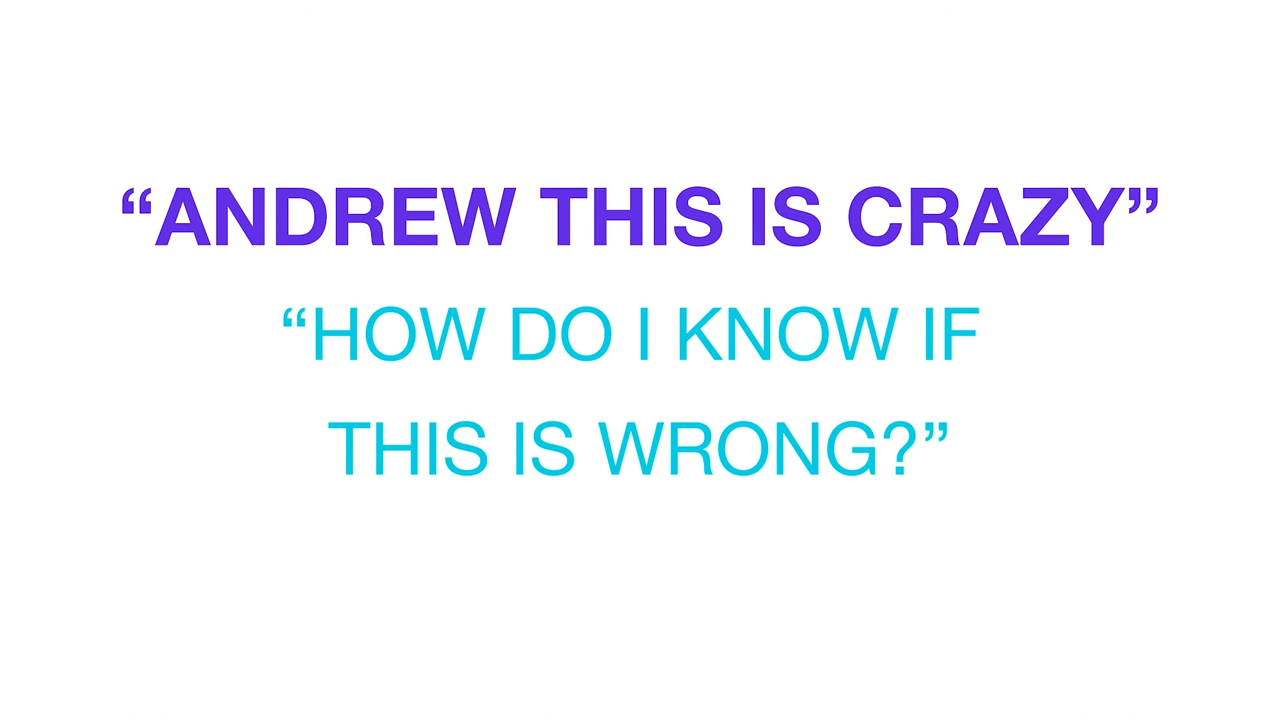 “ANDREW THIS IS CRAZY”
“HOW DO I KNOW IF
THIS IS WRONG?”